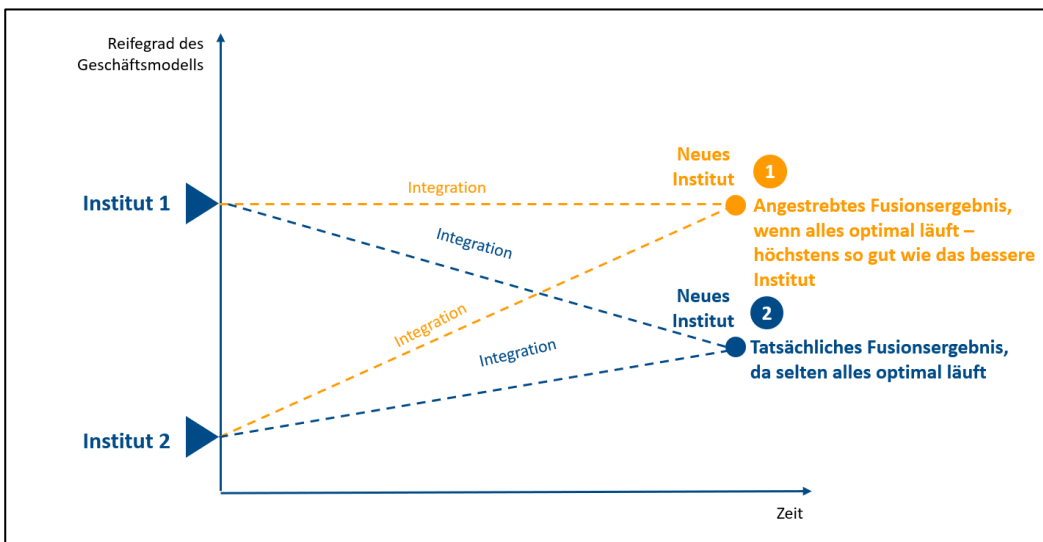 Reifegrad des
Geschäftsmodells
Institut 1
Integration
Neues
Institut
1
Angestrebtes Fusionsergebnis,
wenn alles optimal läuft –
höchstens so gut wie das bessere
Institut
Integration
Integration
Neues
Institut
2
Integration
Tatsächliches Fusionsergebnis,
da selten alles optimal läuft
Institut 2
Zeit